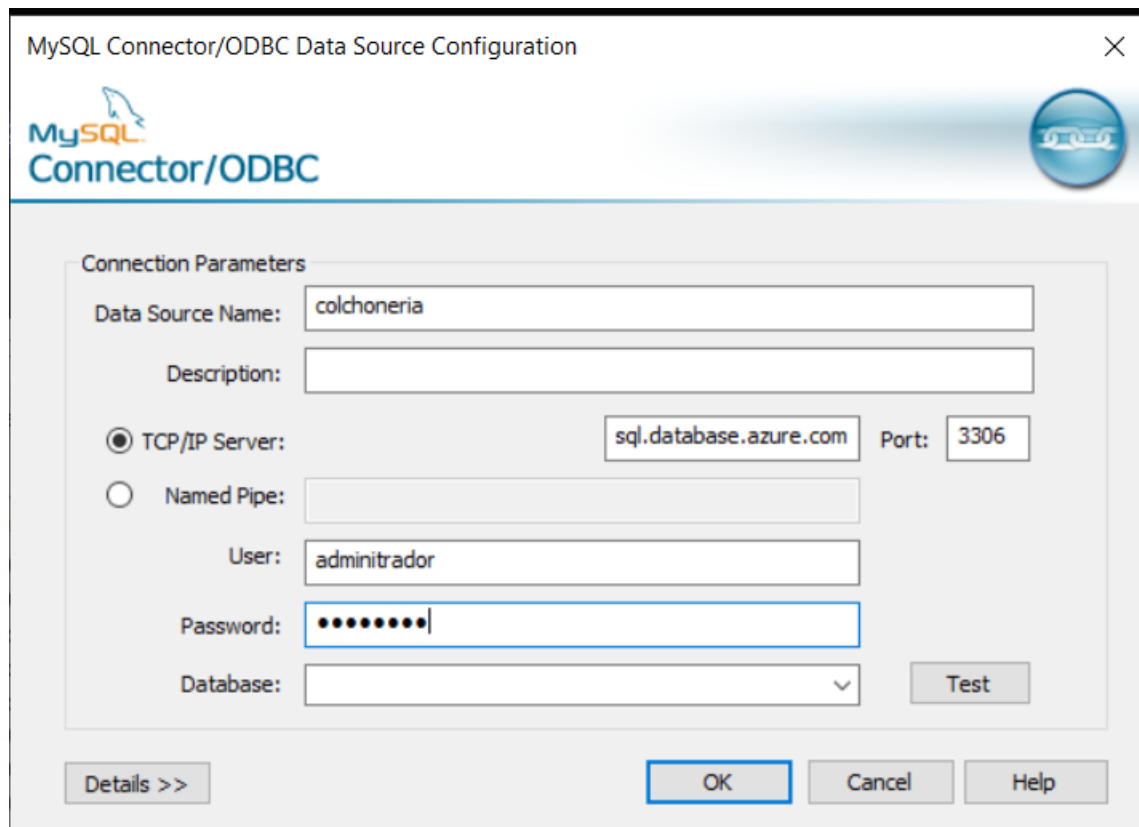 MySQL Connector/ODBC Data Source Configuration
MySQL
Connector/ODBC
Connection Parameters
Data Source Name: colchoneria
Description:
TCP/IP Server: sql.database.azure.com Port: 3306
Named Pipe:
User: adminitrador
Password: ••••••••
Database:
Test
Details >> OK Cancel Help